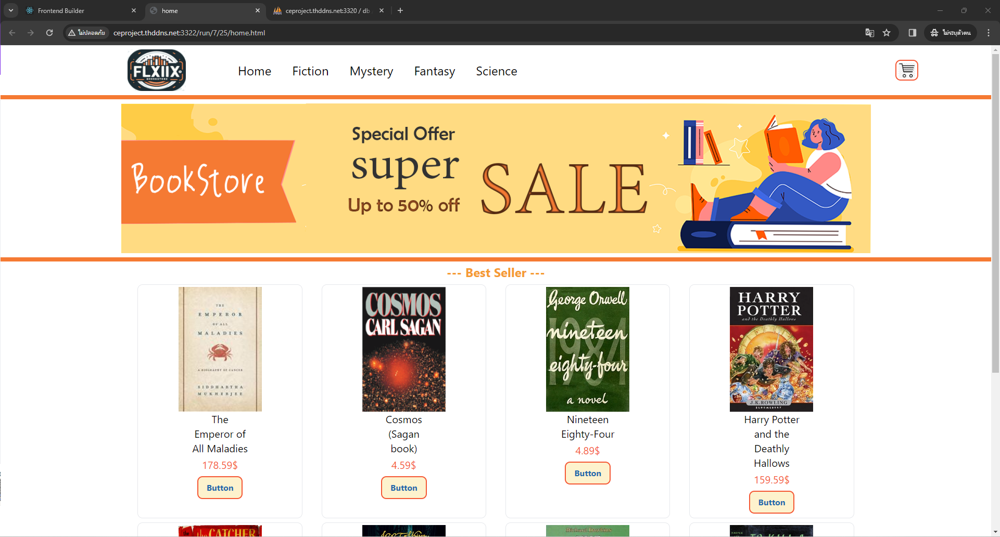 Frontend Builder
home
ceproject.thddns.net:3320 / db
ไม่ปลอดภัย
ceproject.thddns.net:3322/run/7/25/home.html
ไม่ระบุตัวตน
FLXIIX
BOOKSTORE
Home
Fiction
Mystery
Fantasy
Science
BookStore
Special Offer
super
Up to 50% off
SALE
--- Best Seller ---
THE
EMPEROR
OF ALL
MALADIES
A BIOGRAPHY OF CANCER
SIDDHARTHA
MUKHERJEE
The
Emperor of
All Maladies
178.59$
Button
COSMOS
CARL SAGAN
Cosmos
(Sagan
book)
4.59$
Button
George Orwell
1984
nineteen
eighty-four
a novel
Nineteen
Eighty-Four
4.89$
Button
HARRY
POTTER
and the Deathly Hallows
J.K.ROWLING
BLOOMSBURY
Harry Potter
and the
Deathly
Hallows
159.59$
Button
the CATCHER
Richard Dawkins